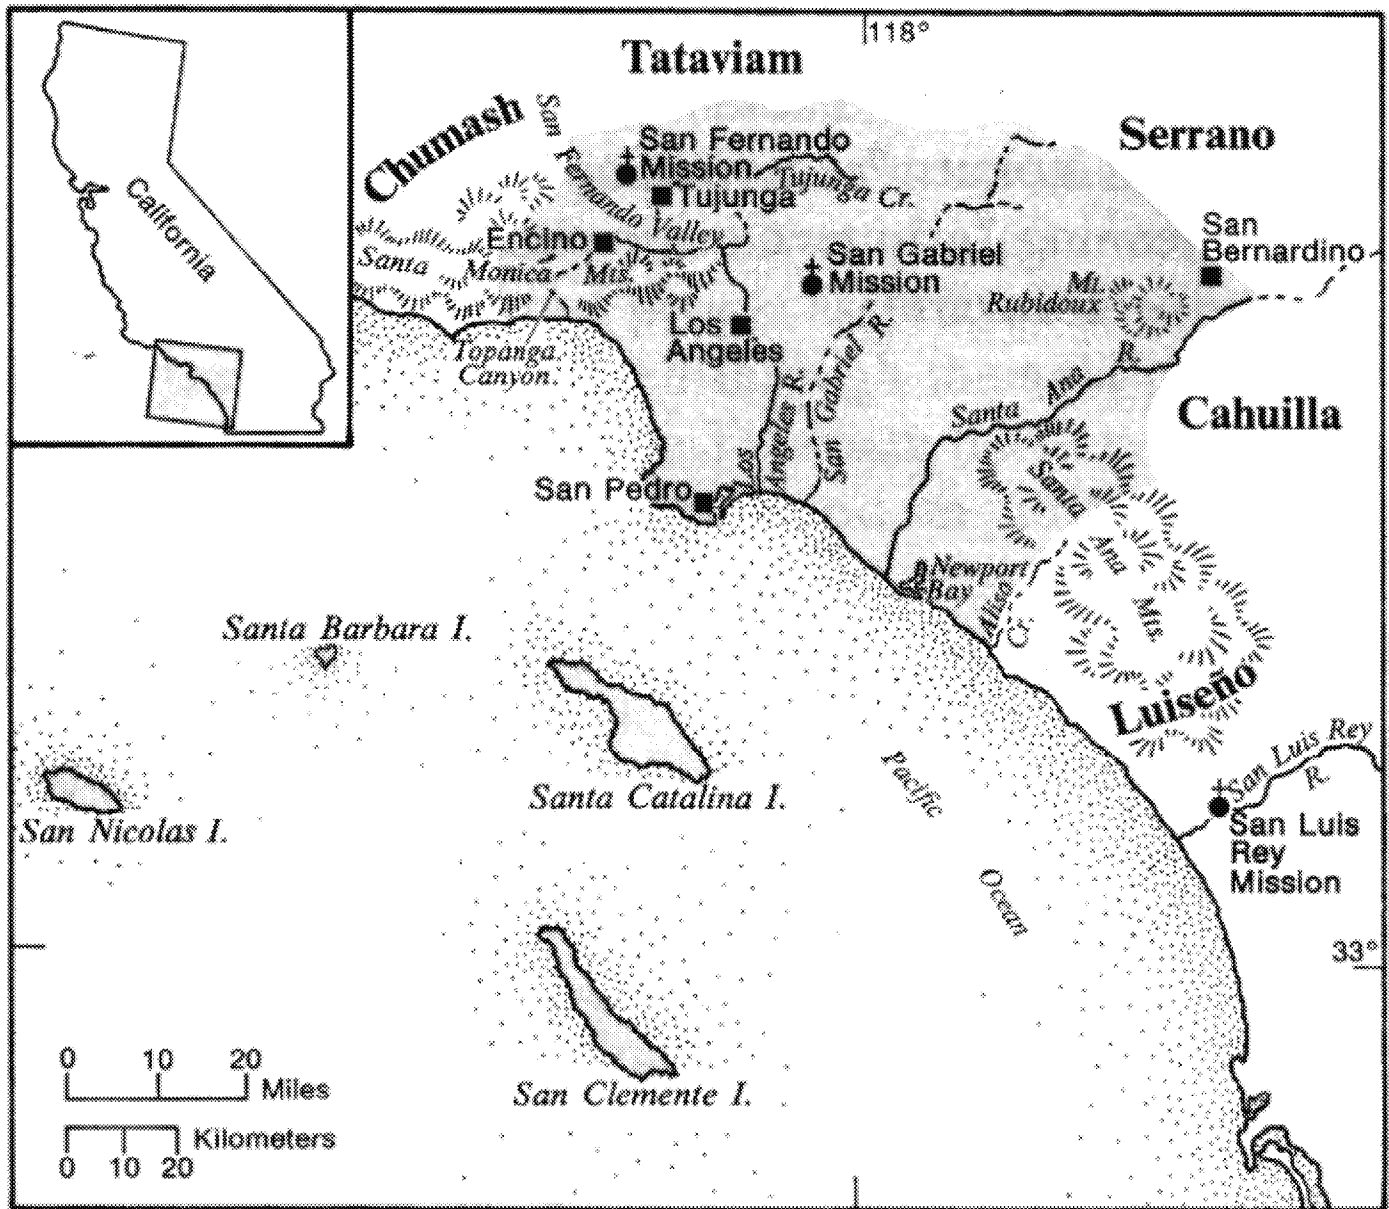 118°
Tataviam
Chumash
Serrano
California
San Fernando Valley
San Fernando
Mission
Tujunga
Tujunga Cr.
Encino
Santa Monica Mts.
San Gabriel
Mission
San
Bernardino
Mt.
Rubidoux
Los
Angeles
Topanga
Canyon
Los Angeles R.
San Gabriel R.
Santa Ana R.
Cahuilla
San Pedro
Santa Ana Mts.
Newport
Bay
Aliso Cr.
Luiseño
Santa Barbara I.
San Nicolas I.
Santa Catalina I.
Pacific
Ocean
San Luis Rey R.
San Luis
Rey
Mission
33°
San Clemente I.
0 10 20
Miles
Kilometers
0 10 20